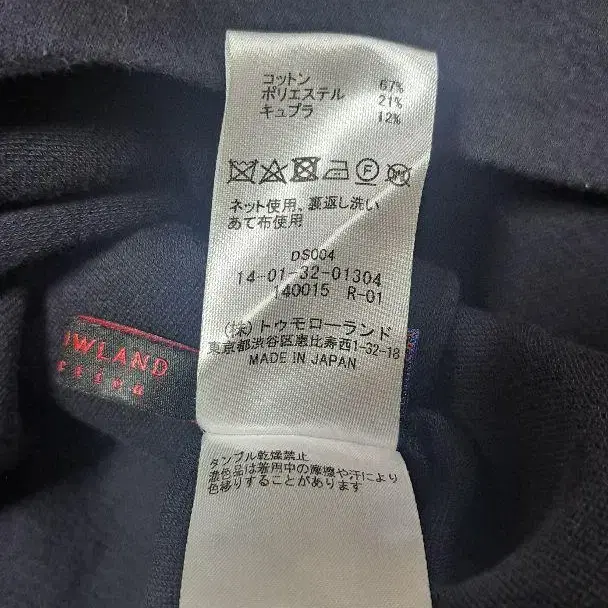 コットン 67%
ポリエステル 21%
キュプラ 12%
ネット使用、裏返し洗い
あて布使用
DS004
14-01-32-01304
140015 R-01
(株)トゥモローランド
東京都渋谷区恵比寿西1-32-18
MADE IN JAPAN
OWLAND
タンブル乾燥禁止
濃色品は着用中の摩擦や汗により
色移りすることがあります